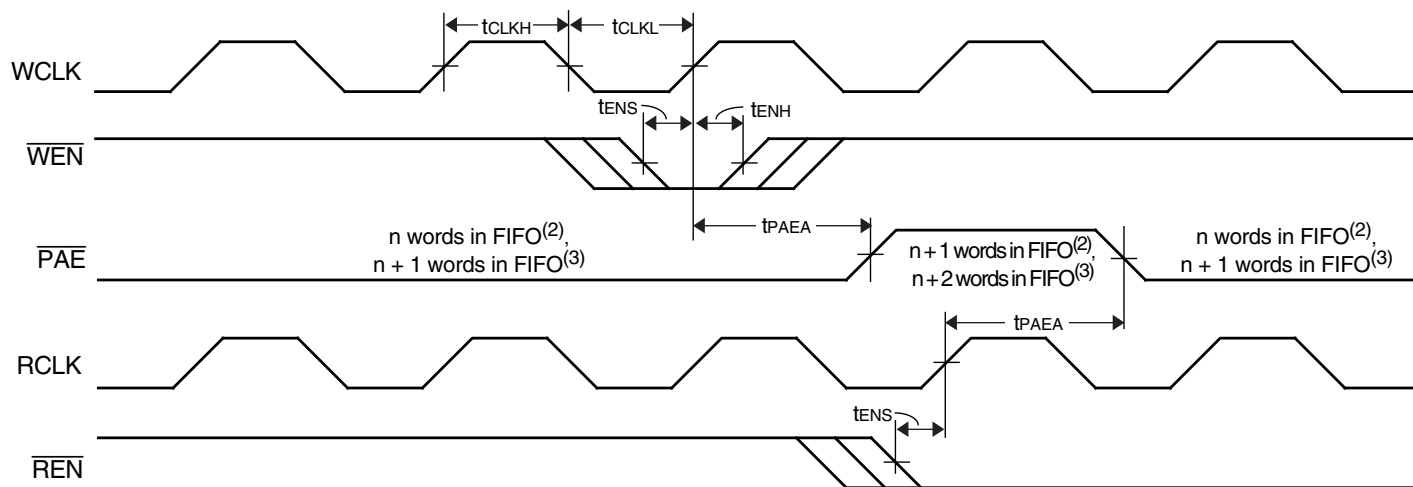 tCLKH
tCLKL
WCLK
tENS
tENH
WEN
tPAEA
n words in FIFO(2),
n + 1 words in FIFO(3)
PAE
n + 1 words in FIFO(2),
n + 2 words in FIFO(3)
n words in FIFO(2),
n + 1 words in FIFO(3)
tPAEA
RCLK
tENS
REN